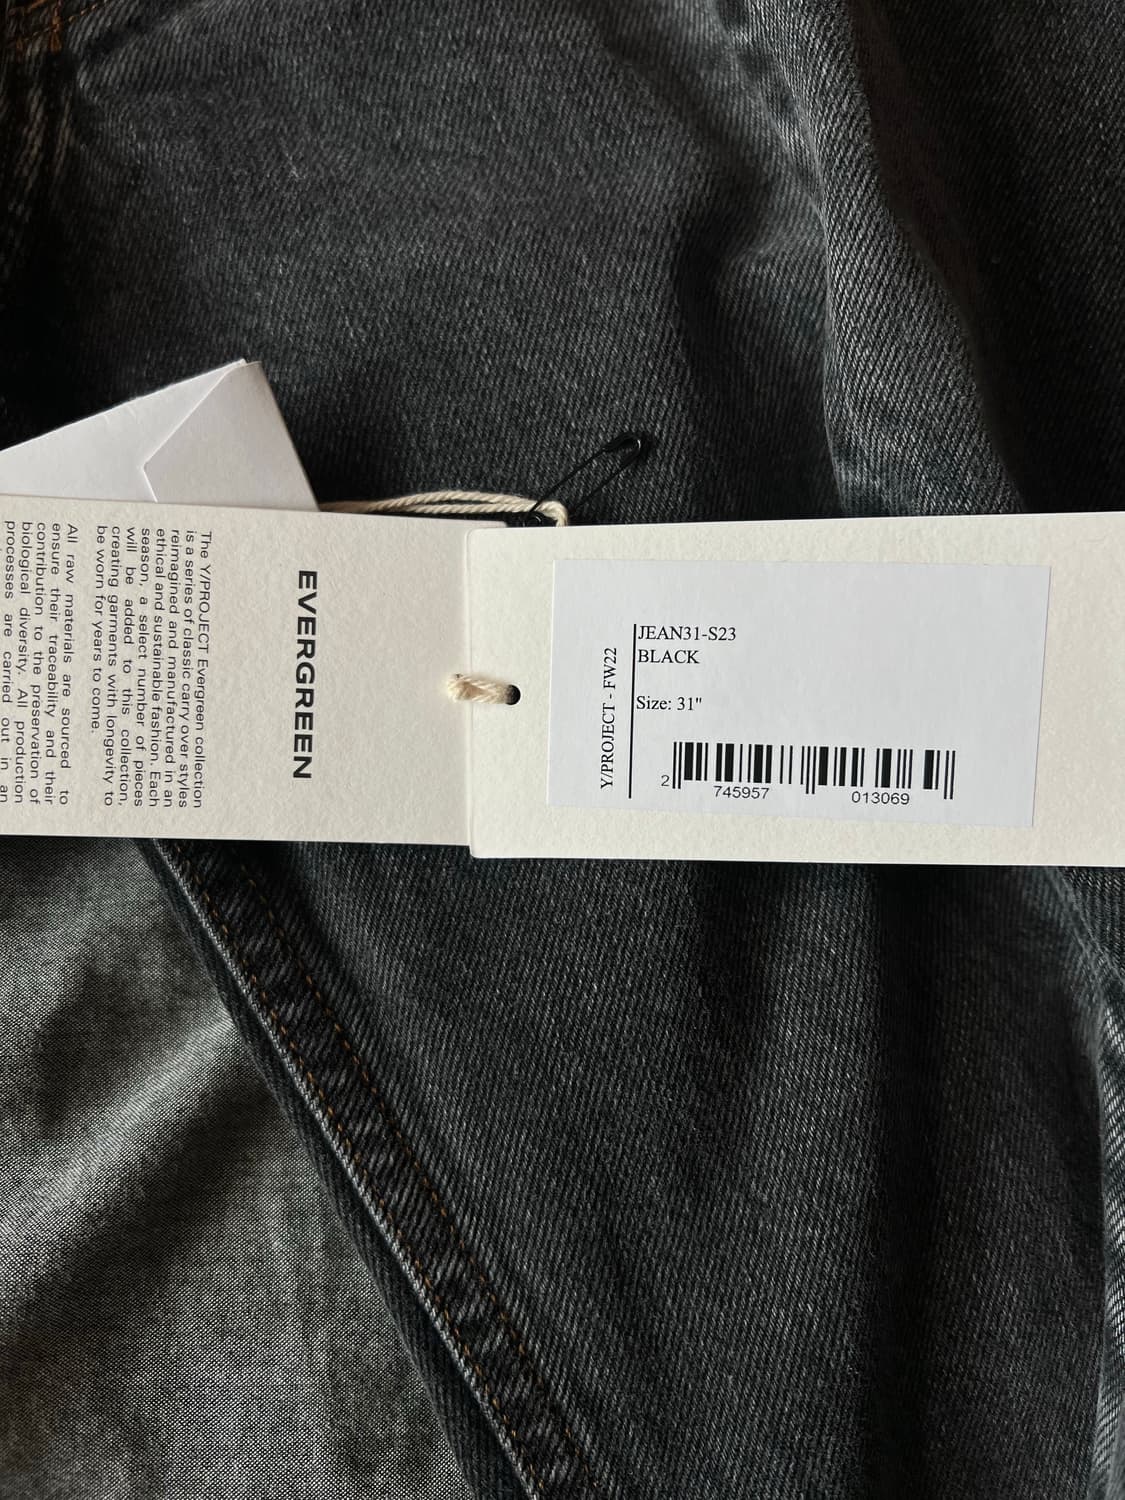 EVERGREEN
The Y/PROJECT Evergreen collection
is a series of classic carry over styles
reimagined and manufactured in an
ethical and sustainable fashion. Each
season, a select number of pieces
will be added to this collection,
creating garments with longevity to
be worn for years to come.
All raw materials are sourced to
ensure their traceability and their
contribution to the preservation of
biological diversity. All production
processes are carried out in an
Y/PROJECT - FW22
JEAN31-S23
BLACK
Size: 31"
2 745957 013069